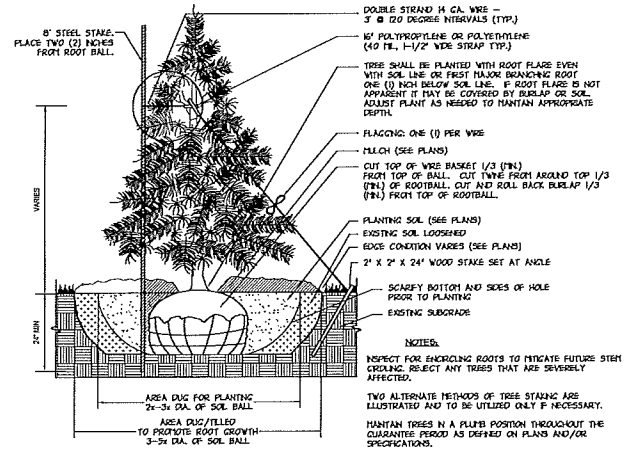 8' STEEL STAKE.
PLACE TWO (2) INCHES
FROM ROOT BALL.
VARIES
24" MIN
DOUBLE STRAND 14 GA. WIRE -
3' @ 120 DEGREE INTERVALS (TYP.)
16" POLYPROPYLENE OR POLYETHYLENE
(40 MIL, 1-1/2" WIDE STRAP TYP.)
TREE SHALL BE PLANTED WITH ROOT FLARE EVEN
WITH SOIL LINE OR FIRST MAJOR BRANCHING ROOT
ONE (1) INCH BELOW SOIL LINE. IF ROOT FLARE IS NOT
APPARENT IT MAY BE COVERED BY BURLAP OR SOIL.
ADJUST PLANT AS NEEDED TO MAINTAIN APPROPRIATE
DEPTH.
FLAGGING: ONE (1) PER WIRE
MULCH (SEE PLANS)
CUT TOP OF WIRE BASKET 1/3 (MIN.)
FROM TOP OF BALL. CUT TWINE FROM AROUND TOP 1/3
(MIN.) OF ROOTBALL. CUT AND ROLL BACK BURLAP 1/3
(MIN.) FROM TOP OF ROOTBALL.
PLANTING SOIL (SEE PLANS)
EXISTING SOIL LOOSENED
EDGE CONDITION VARIES (SEE PLANS)
2" X 2" X 24" WOOD STAKE SET AT ANGLE
SCARIFY BOTTOM AND SIDES OF HOLE
PRIOR TO PLANTING
EXISTING SUBGRADE
AREA DUG FOR PLANTING
2x-3x DIA. OF SOIL BALL
AREA DUG/TILLED
TO PROMOTE ROOT GROWTH
3-5x DIA. OF SOIL BALL
NOTES:
INSPECT FOR ENCIRCLING ROOTS TO MITIGATE FUTURE STEM
GIRDLING. REJECT ANY TREES THAT ARE SEVERELY
AFFECTED.
TWO ALTERNATE METHODS OF TREE STAKING ARE
ILLUSTRATED AND TO BE UTILIZED ONLY IF NECESSARY.
MAINTAIN TREES IN A PLUMB POSITION THROUGHOUT THE
GUARANTEE PERIOD AS DEFINED ON PLANS AND/OR
SPECIFICATIONS.